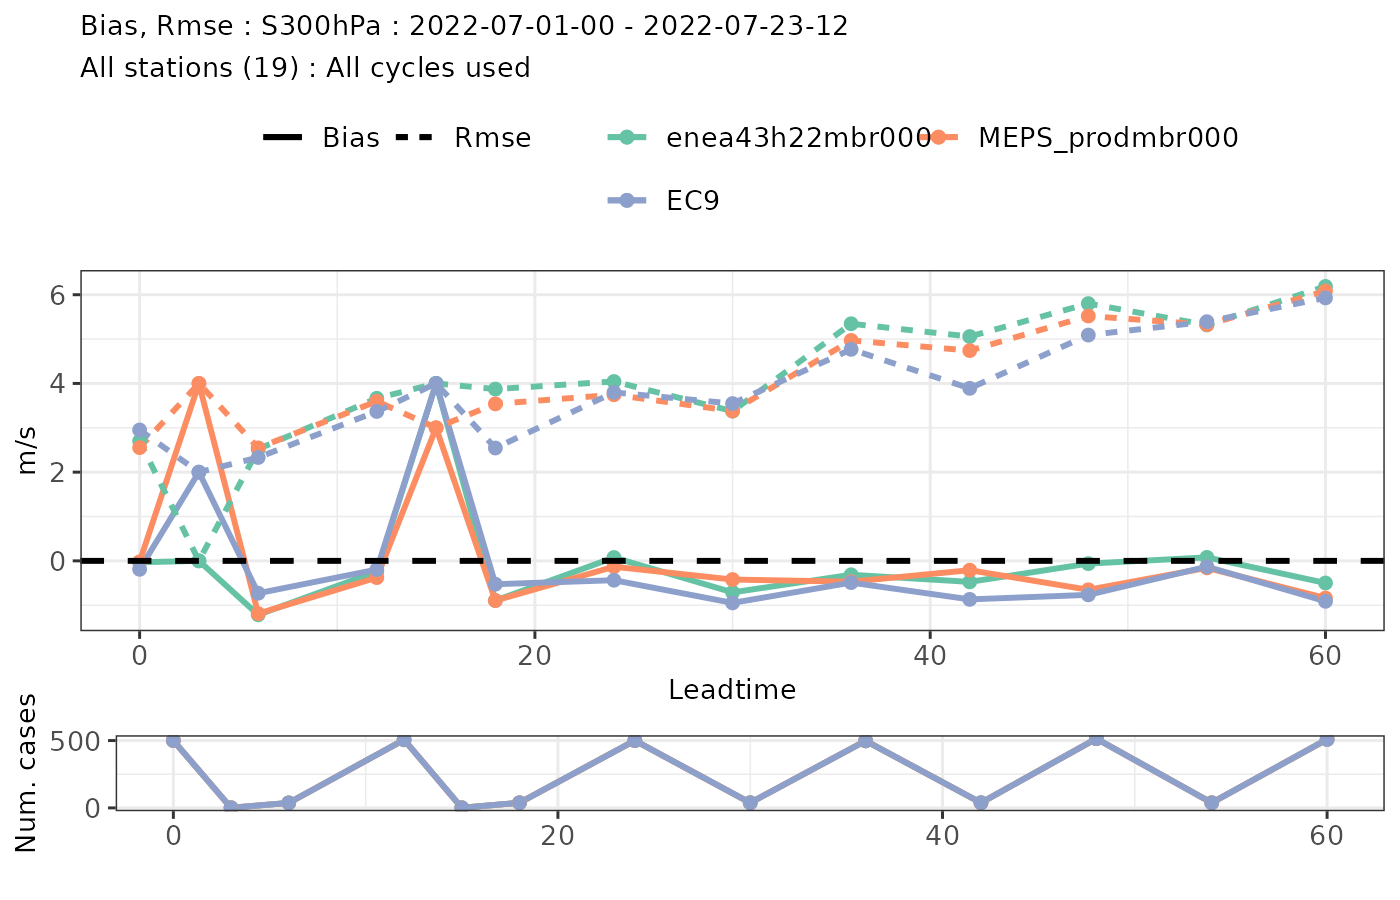 Bias, Rmse : S300hPa : 2022-07-01-00 - 2022-07-23-12
All stations (19) : All cycles used
Bias Rmse enea43h22mbr000 MEPS_prodmbr000
EC9
6
4
2
0
m/s
0 20 40 60
Leadtime
500
0
Num. cases
0 20 40 60